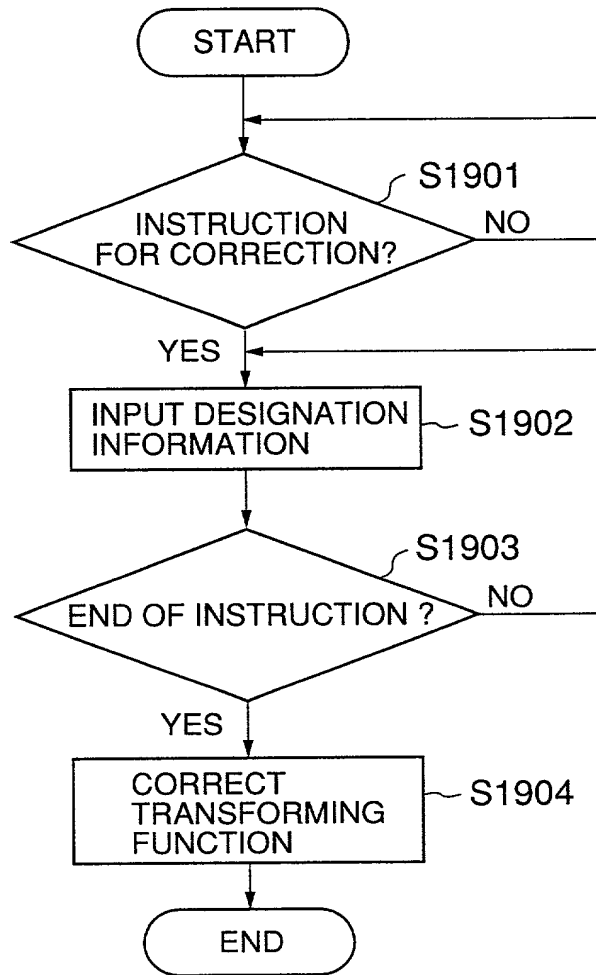 START
S1901
INSTRUCTION
FOR CORRECTION?
NO
YES
INPUT DESIGNATION
INFORMATION
S1902
S1903
END OF INSTRUCTION ?
NO
YES
CORRECT
TRANSFORMING
FUNCTION
S1904
END